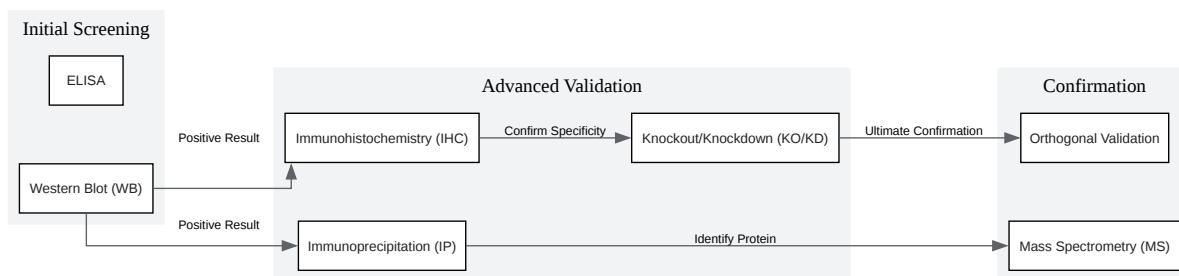 Initial Screening
ELISA
Western Blot (WB)
Positive Result
Positive Result
Advanced Validation
Immunohistochemistry (IHC)
Confirm Specificity
Knockout/Knockdown (KO/KD)
Ultimate Confirmation
Immunoprecipitation (IP)
Identify Protein
Confirmation
Orthogonal Validation
Mass Spectrometry (MS)